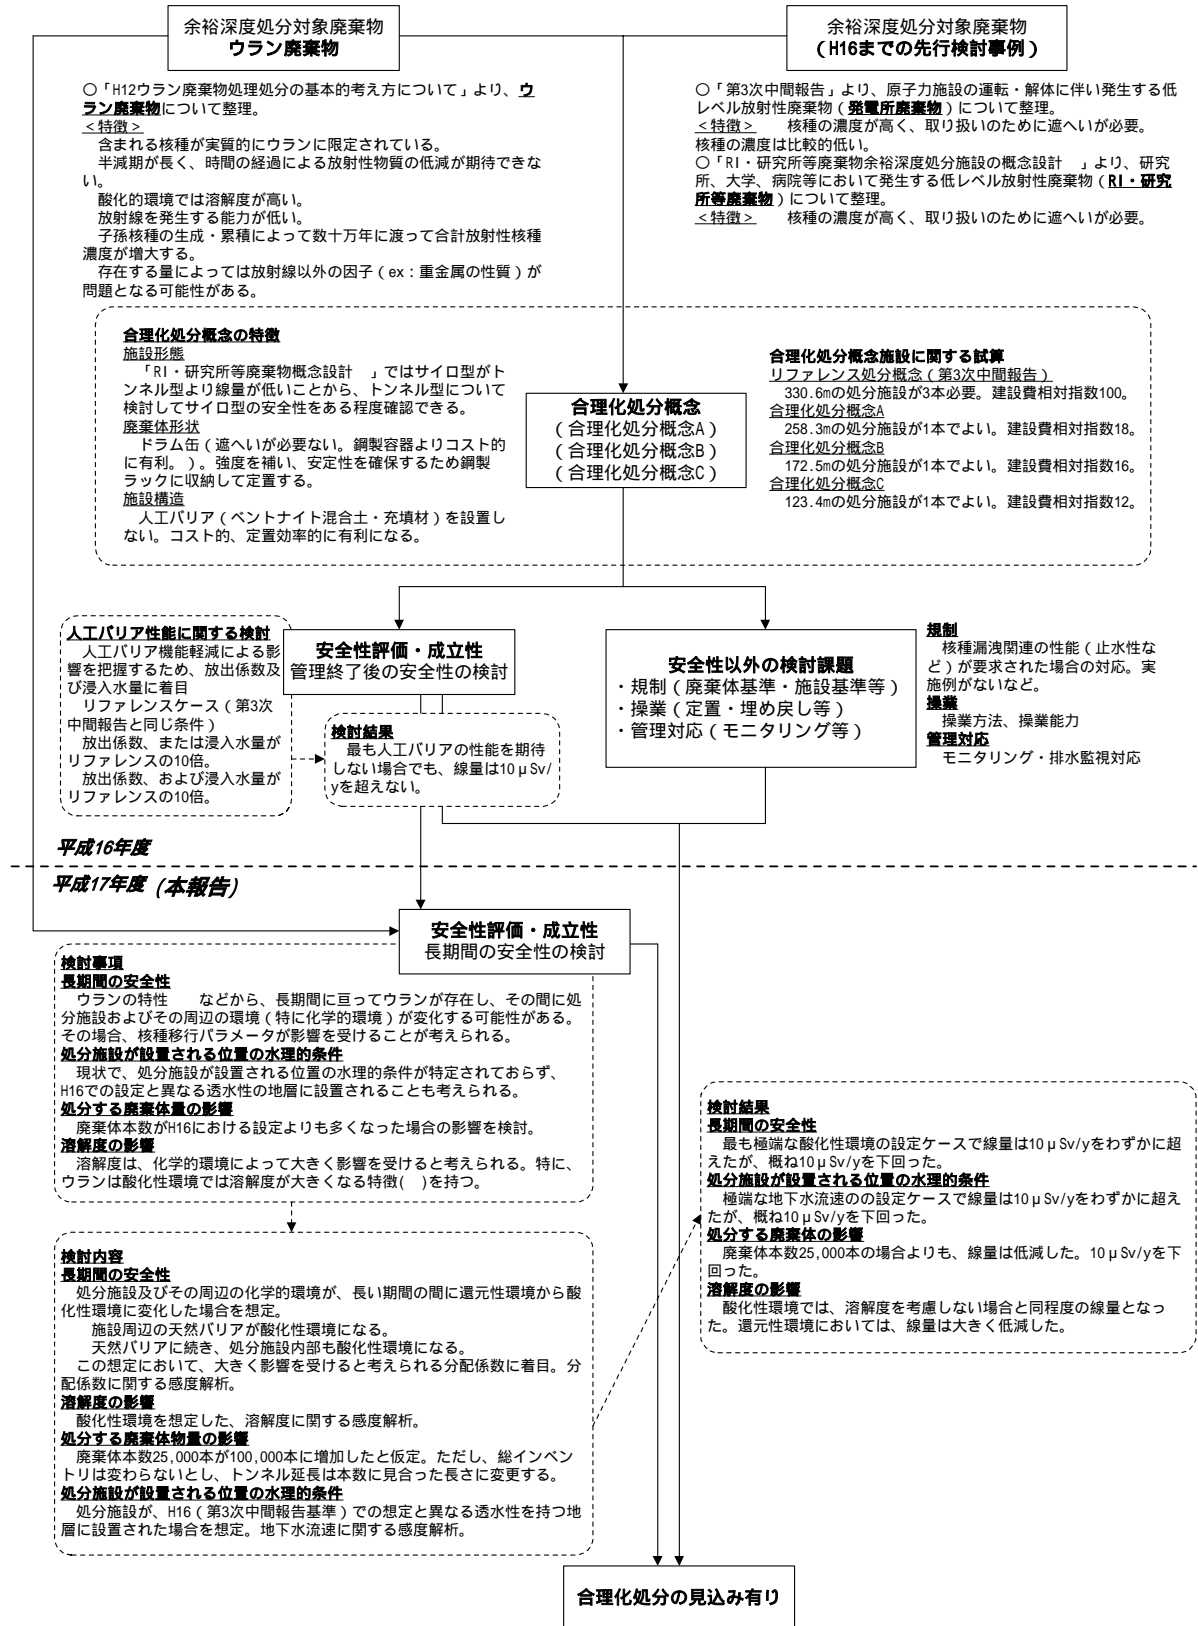 余裕深度処分対象廃棄物
ウラン廃棄物
余裕深度処分対象廃棄物
（H16までの先行検討事例）
○「H12ウラン廃棄物処理処分の基本的考え方について」より、ウ
ラン廃棄物について整理。
＜特徴＞
含まれる核種が実質的にウランに限定されている。
半減期が長く、時間の経過による放射性物質の低減が期待できな
い。
酸化的環境では溶解度が高い。
放射線を発生する能力が低い。
子孫核種の生成・累積によって数十万年に渡って合計放射性核種
濃度が増大する。
存在する量によっては放射線以外の因子（ex：重金属の性質）が
問題となる可能性がある。
○「第3次中間報告」より、原子力施設の運転・解体に伴い発生する低
レベル放射性廃棄物（発電所廃棄物）について整理。
＜特徴＞　　核種の濃度が高く、取り扱いのために遮へいが必要。
核種の濃度は比較的低い。
○「RI・研究所等廃棄物余裕深度処分施設の概念設計　」より、研究
所、大学、病院等において発生する低レベル放射性廃棄物（RI・研究
所等廃棄物）について整理。
＜特徴＞　　核種の濃度が高く、取り扱いのために遮へいが必要。
合理化処分概念の特徴
施設形態
「RI・研究所等廃棄物概念設計　」ではサイロ型がト
ンネル型より線量が低いことから、トンネル型について
検討してサイロ型の安全性をある程度確認できる。
廃棄体形状
ドラム缶（遮へいが必要ない。鋼製容器よりコスト的
に有利。）。強度を補い、安定性を確保するため鋼製
ラックに収納して定置する。
施設構造
人工バリア（ベントナイト混合土・充填材）を設置し
ない。コスト的、定置効率的に有利になる。
合理化処分概念
（合理化処分概念A）
（合理化処分概念B）
（合理化処分概念C）
合理化処分概念施設に関する試算
リファレンス処分概念（第3次中間報告）
330.6mの処分施設が3本必要。建設費相対指数100。
合理化処分概念A
258.3mの処分施設が1本でよい。建設費相対指数18。
合理化処分概念B
172.5mの処分施設が1本でよい。建設費相対指数16。
合理化処分概念C
123.4mの処分施設が1本でよい。建設費相対指数12。
人工バリア性能に関する検討
人工バリア機能軽減による影
響を把握するため、放出係数及
び浸入水量に着目
リファレンスケース（第3次
中間報告と同じ条件）
放出係数、または浸入水量が
リファレンスの10倍。
放出係数、および浸入水量が
リファレンスの10倍。
安全性評価・成立性
管理終了後の安全性の検討
検討結果
最も人工バリアの性能を期待
しない場合でも、線量は10μSv/
yを超えない。
安全性以外の検討課題
・規制（廃棄体基準・施設基準等）
・操業（定置・埋め戻し等）
・管理対応（モニタリング等）
規制
核種漏洩関連の性能（止水性な
ど）が要求された場合の対応。実
施例がないなど。
操業
操業方法、操業能力
管理対応
モニタリング・排水監視対応
平成16年度
平成17年度（本報告）
安全性評価・成立性
長期間の安全性の検討
検討事項
長期間の安全性
ウランの特性　　などから、長期間に亘ってウランが存在し、その間に処
分施設およびその周辺の環境（特に化学的環境）が変化する可能性がある。
その場合、核種移行パラメータが影響を受けることが考えられる。
処分施設が設置される位置の水理的条件
現状で、処分施設が設置される位置の水理的条件が特定されておらず、
H16での設定と異なる透水性の地層に設置されることも考えられる。
処分する廃棄体量の影響
廃棄体本数がH16における設定よりも多くなった場合の影響を検討。
溶解度の影響
溶解度は、化学的環境によって大きく影響を受けると考えられる。特に、
ウランは酸化性環境では溶解度が大きくなる特徴(　)を持つ。
検討内容
長期間の安全性
処分施設及びその周辺の化学的環境が、長い期間の間に還元性環境から酸
化性環境に変化した場合を想定。
施設周辺の天然バリアが酸化性環境になる。
天然バリアに続き、処分施設内部も酸化性環境になる。
この想定において、大きく影響を受けると考えられる分配係数に着目。分
配係数に関する感度解析。
溶解度の影響
酸化性環境を想定した、溶解度に関する感度解析。
処分する廃棄体物量の影響
廃棄体本数25,000本が100,000本に増加したと仮定。ただし、総インベン
トリは変わらないとし、トンネル延長は本数に見合った長さに変更する。
処分施設が設置される位置の水理的条件
処分施設が、H16（第3次中間報告基準）での想定と異なる透水性を持つ地
層に設置された場合を想定。地下水流速に関する感度解析。
検討結果
長期間の安全性
最も極端な酸化性環境の設定ケースで線量は10μSv/yをわずかに超
えたが、概ね10μSv/yを下回った。
処分施設が設置される位置の水理的条件
極端な地下水流速のの設定ケースで線量は10μSv/yをわずかに超え
たが、概ね10μSv/yを下回った。
処分する廃棄体の影響
廃棄体本数25,000本の場合よりも、線量は低減した。10μSv/yを下
回った。
溶解度の影響
酸化性環境では、溶解度を考慮しない場合と同程度の線量となっ
た。還元性環境においては、線量は大きく低減した。
合理化処分の見込み有り